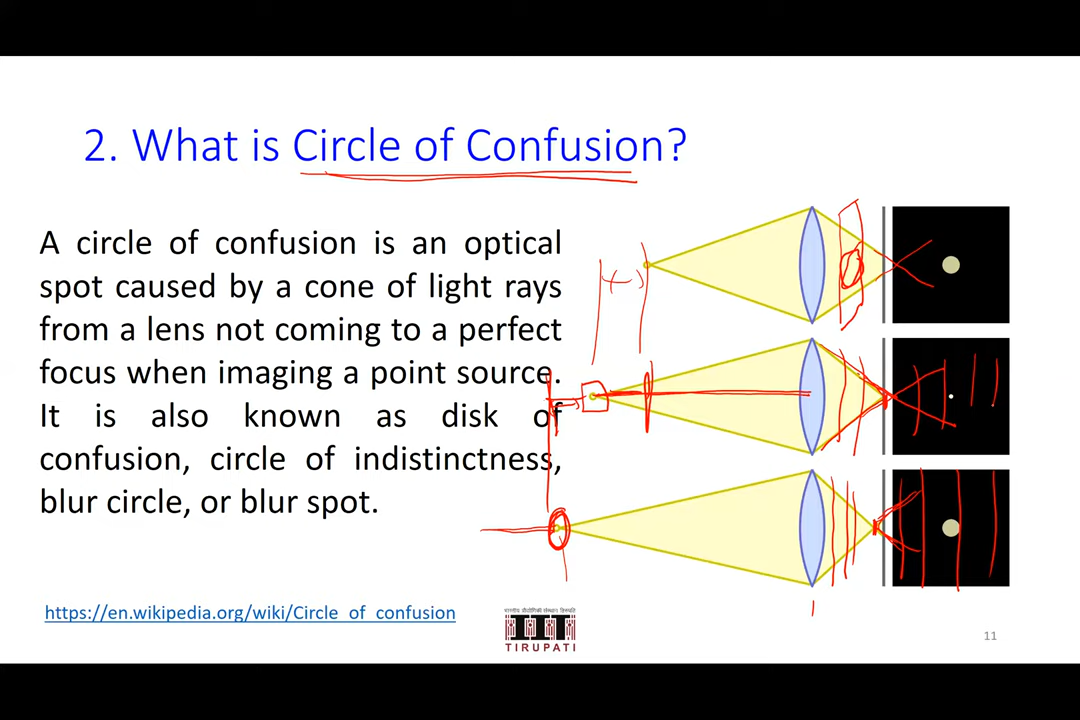 2. What is Circle of Confusion?
A circle of confusion is an optical
spot caused by a cone of light rays
from a lens not coming to a perfect
focus when imaging a point source.
It is also known as disk of
confusion, circle of indistinctness,
blur circle, or blur spot.
https://en.wikipedia.org/wiki/Circle_of_confusion
भारतीय प्रौद्योगिकी संस्थान तिरुपति
TIRUPATI
11